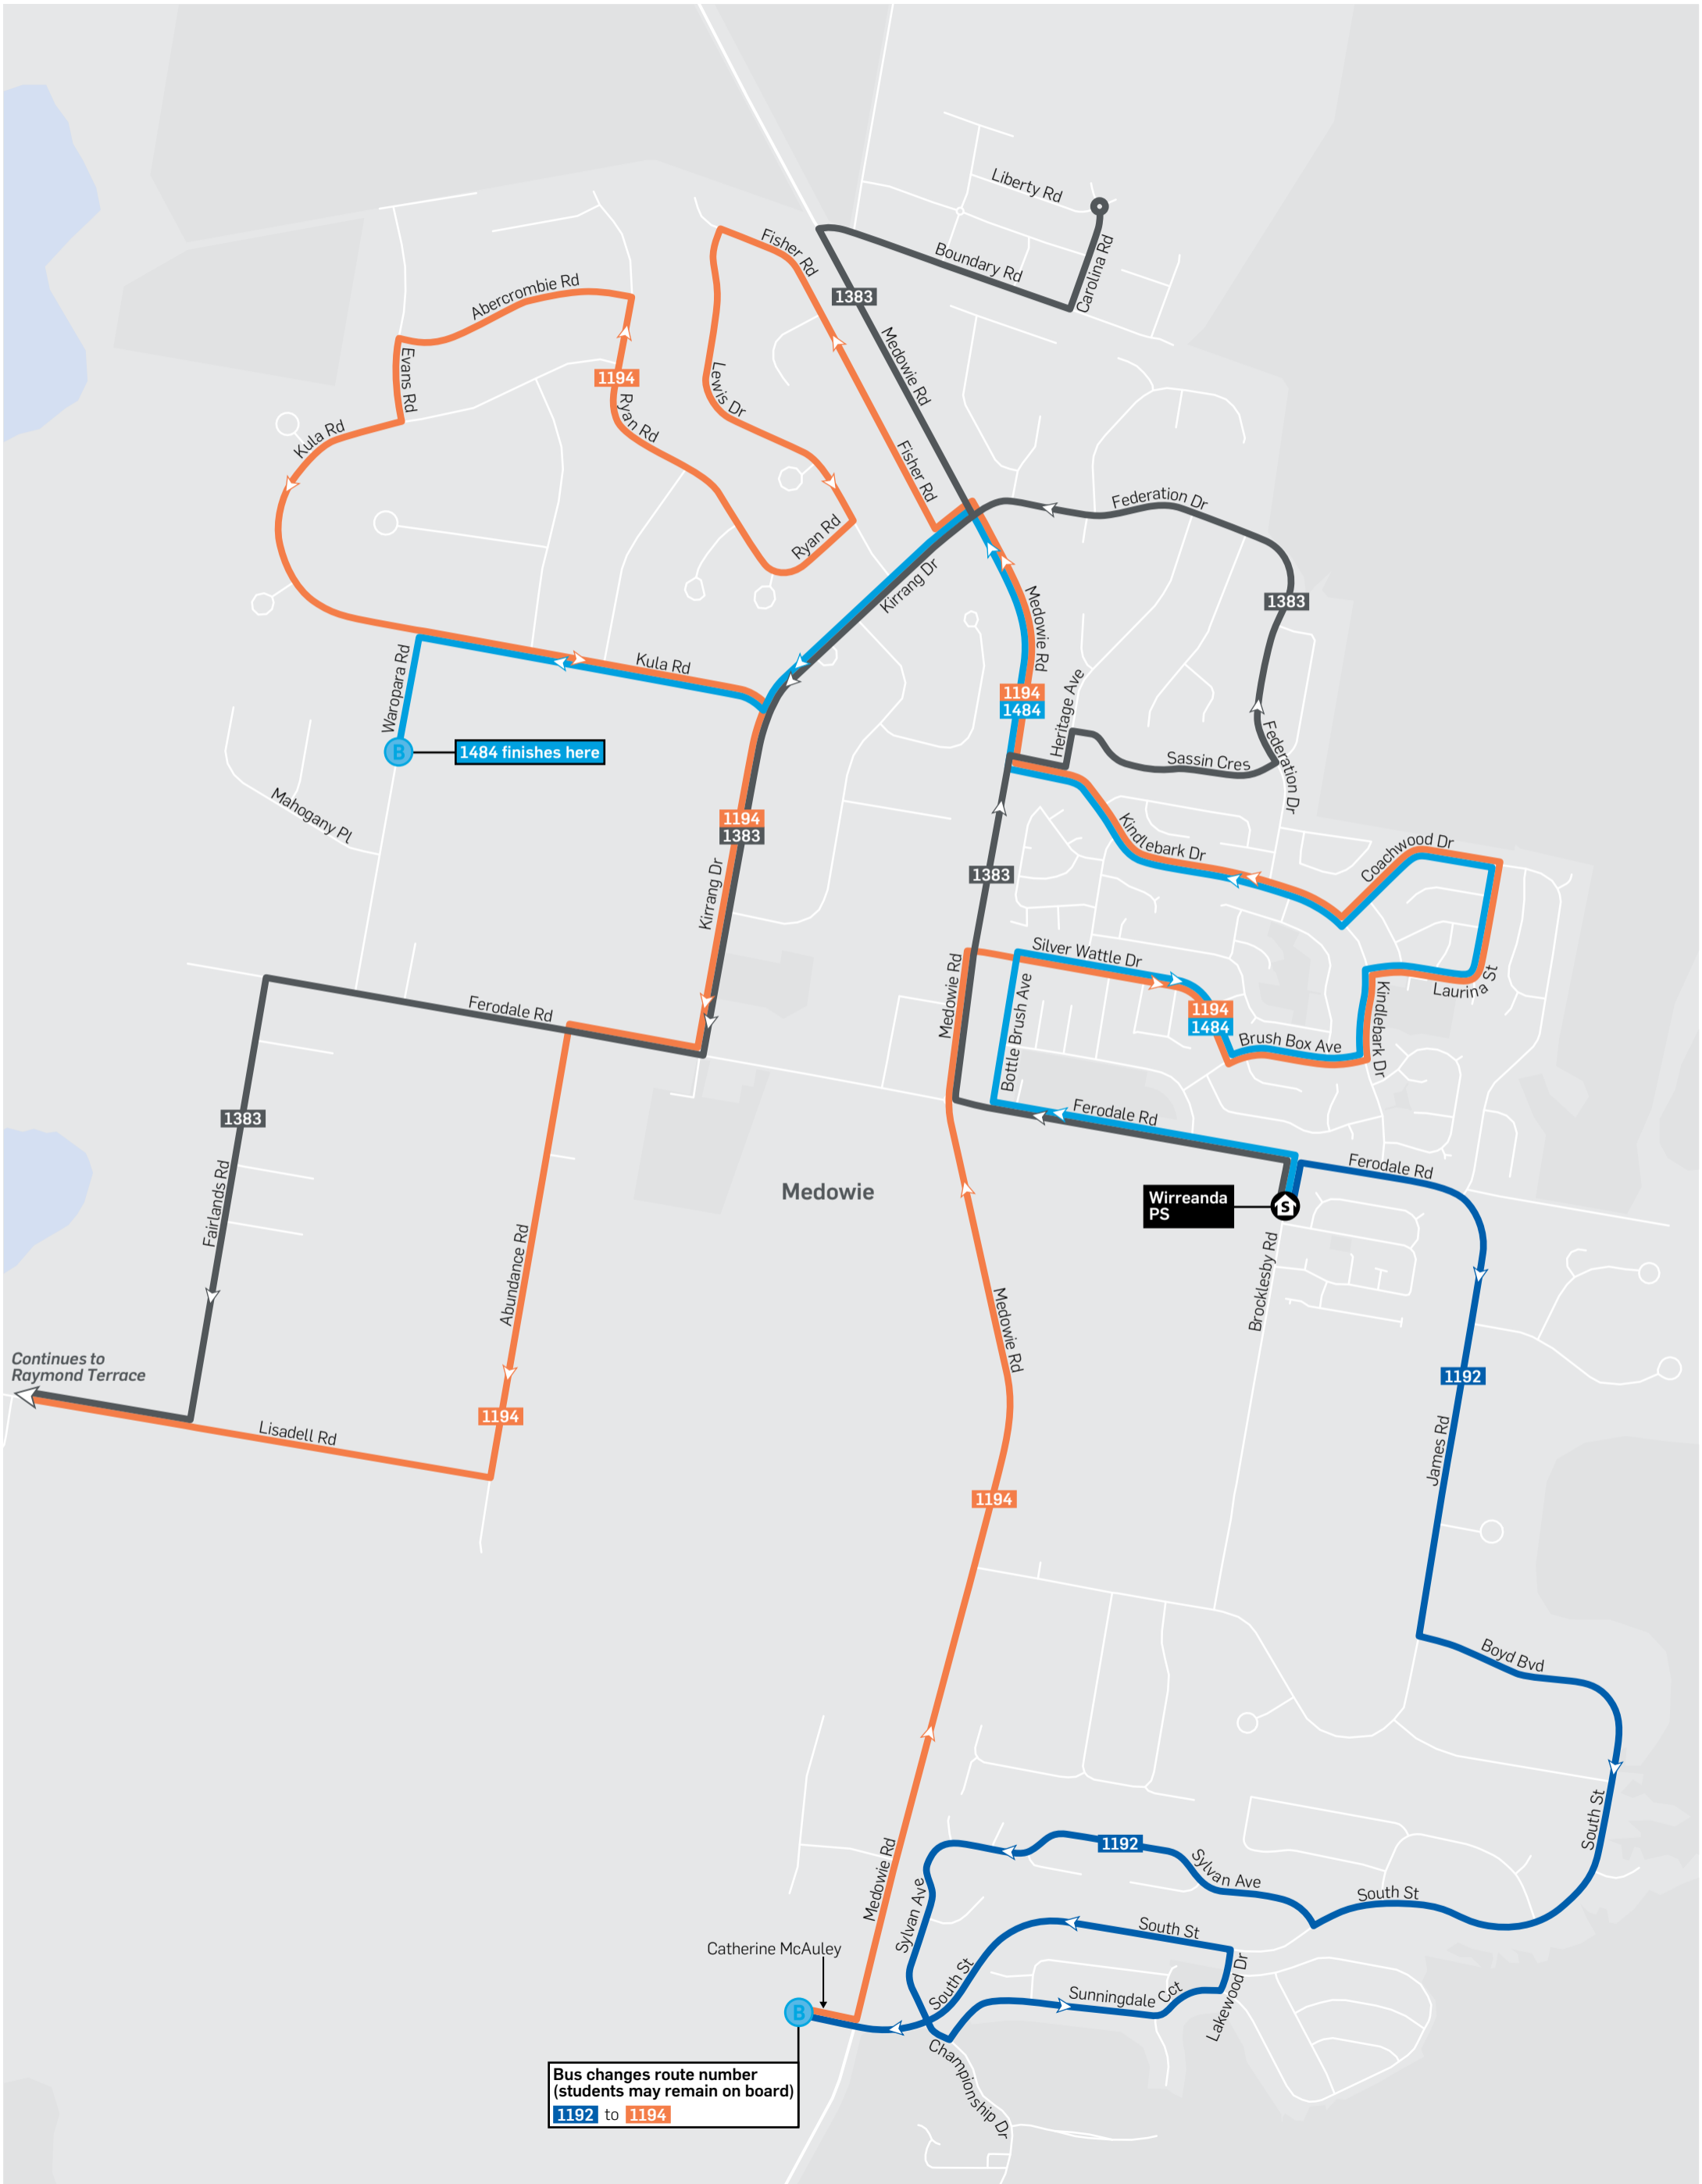 Liberty Rd
Boundary Rd
Carolina Rd
Fisher Rd
1383
Abercrombie Rd
Medowie Rd
Evans Rd
1194
Lewis Dr
Ryan Rd
Kula Rd
Fisher Rd
Federation Dr
Ryan Rd
Kirrang Dr
1383
Medowie Rd
Kula Rd
Waropara Rd
1194
1484
Heritage Ave
B
1484 finishes here
Sassin Cres
Federation Dr
Mahogany Pl
1194
1383
Kindlebark Dr
Coachwood Dr
1383
Kirrang Dr
Silver Wattle Dr
Medowie Rd
Laurina St
Bottle Brush Ave
Kindlebark Dr
Ferodale Rd
1194
1484
Brush Box Ave
1383
Ferodale Rd
Ferodale Rd
Fairlands Rd
Medowie
Wirreanda
PS
S
Abundance Rd
Brocklesby Rd
Medowie Rd
Continues to
Raymond Terrace
1192
1194
Lisadell Rd
James Rd
1194
Boyd Bvd
South St
1192
Sylvan Ave
Medowie Rd
South St
Sylvan Ave
South St
Catherine McAuley
South St
Sunningdale Cct
Lakewood Dr
B
Championship Dr
Bus changes route number
(students may remain on board)
1192 to 1194